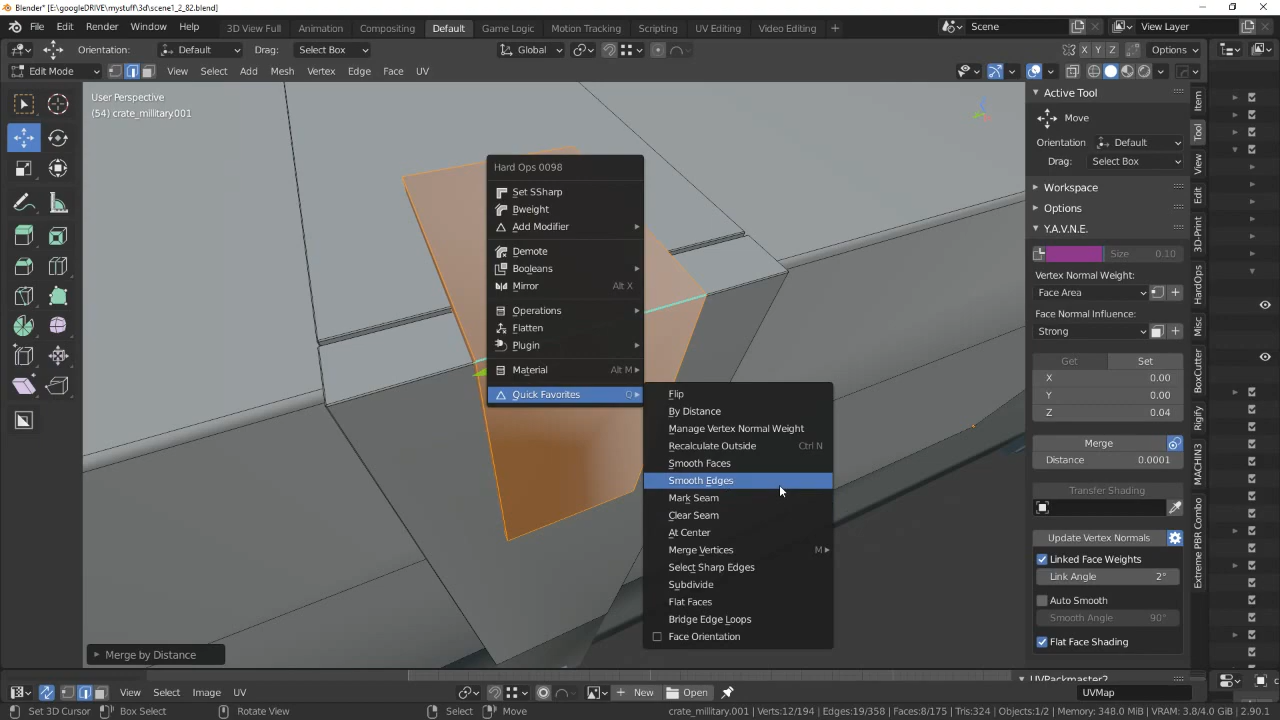 Blender* [E:\googleDRIVE\mystuff\3d\scene1_2_82.blend]
File Edit Render Window Help 3D View Full Animation Compositing Default Game Logic Motion Tracking Scripting UV Editing Video Editing + Scene View Layer
Orientation: Default Drag: Select Box Global X Y Z Options
Edit Mode View Select Add Mesh Vertex Edge Face UV
User Perspective
(54) crate_millitary.001
Hard Ops 0098
Set SSharp
Bweight
Add Modifier
Demote
Booleans
Mirror Alt X
Operations
Flatten
Plugin
Material Alt M
Quick Favorites Q
Flip
By Distance
Manage Vertex Normal Weight
Recalculate Outside Ctrl N
Smooth Faces
Smooth Edges
Mark Seam
Clear Seam
At Center
Merge Vertices M
Select Sharp Edges
Subdivide
Flat Faces
Bridge Edge Loops
Face Orientation
Active Tool
Move
Orientation Default
Drag: Select Box
Workspace
Options
Y.A.V.N.E.
Size 0.10
Vertex Normal Weight:
Face Area
Face Normal Influence:
Strong
Get Set
X 0.00
Y 0.00
Z 0.04
Merge
Distance 0.0001
Transfer Shading
Update Vertex Normals
Linked Face Weights
Link Angle 2°
Auto Smooth
Smooth Angle 90°
Flat Face Shading
UVPackmaster2
Item
Tool
View
Edit
3D-Print
HardOps
Misc
BoxCutter
Rigify
MACHIN3
Extreme PBR Combo
Merge by Distance
View Select Image UV + New Open UVMap
Set 3D Cursor Box Select Rotate View Select Move crate_military.001 | Verts:12/194 | Edges:19/358 | Faces:8/175 | Tris:324 | Objects:1/2 | Memory: 348.0 MiB | VRAM: 3.8/4.0 GiB | 2.90.1